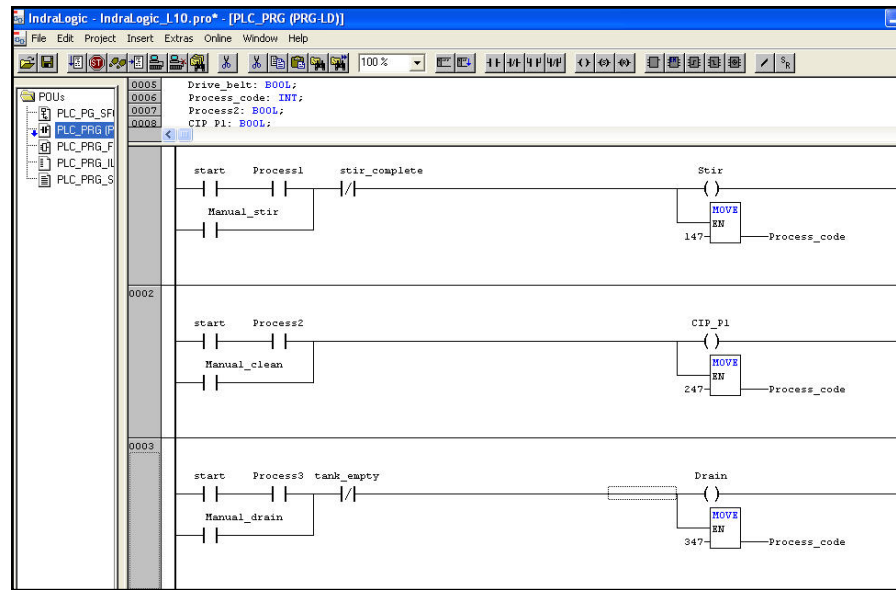 IndraLogic - IndraLogic_L10.pro* - [PLC_PRG (PRG-LD)]
File Edit Project Insert Extras Online Window Help
100 %
POUs
PLC_PG_SF
PLC_PRG (P
PLC_PRG_F
PLC_PRG_IL
PLC_PRG_S
0005 Drive_belt: BOOL;
0006 Process_code: INT;
0007 Process2: BOOL;
0008 CIP_P1: BOOL;
start Process1 stir_complete Stir
Manual_stir MOVE
EN
147 Process_code
0002
start Process2 CIP_P1
Manual_clean MOVE
EN
247 Process_code
0003
start Process3 tank_empty Drain
Manual_drain MOVE
EN
347 Process_code